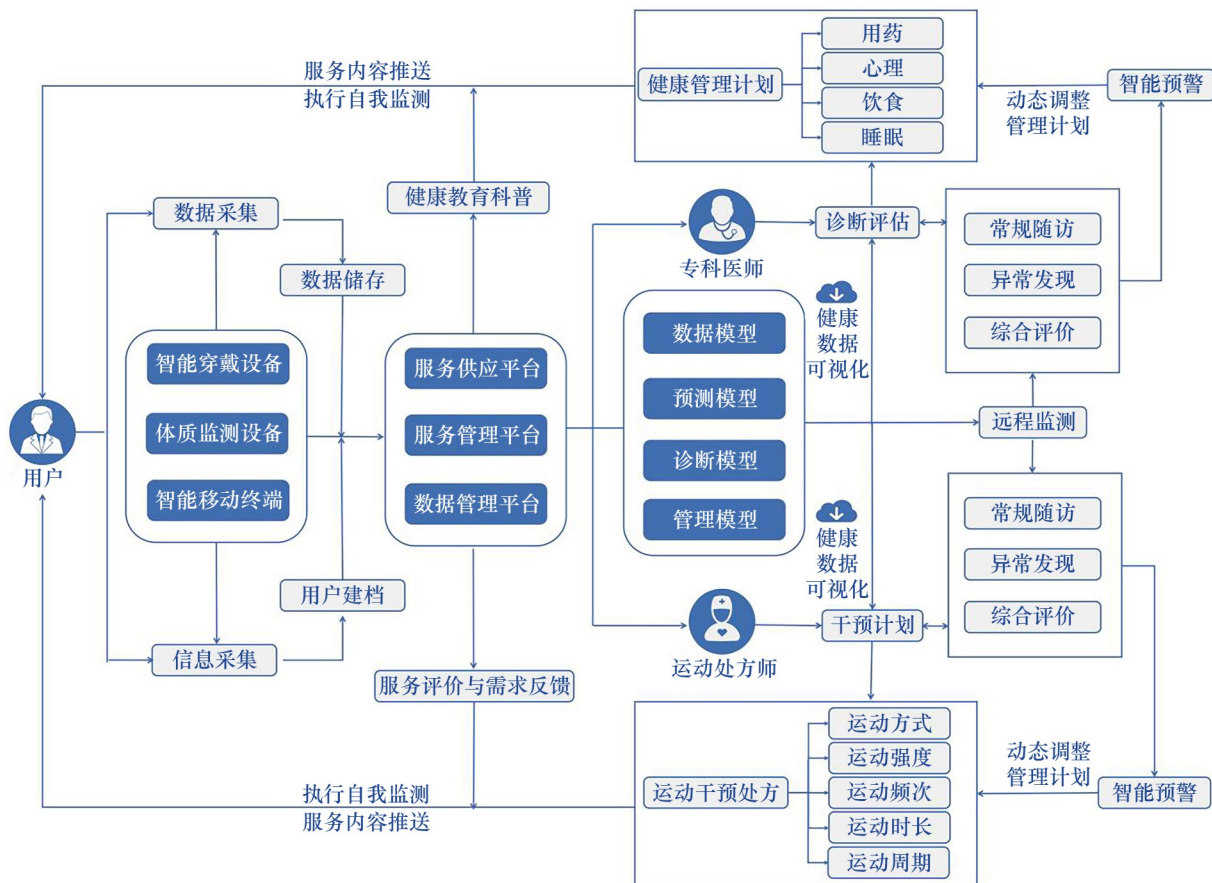 用药
服务内容推送
执行自我监测
健康管理计划
心理
饮食
睡眠
动态调整
管理计划
智能预警
数据采集
健康教育科普
专科医师
诊断评估
常规随访
异常发现
综合评价
数据储存
健康
数据
可视化
智能穿戴设备
体质监测设备
智能移动终端
服务供应平台
服务管理平台
数据管理平台
数据模型
预测模型
诊断模型
管理模型
远程监测
用户
健康
数据
可视化
常规随访
异常发现
综合评价
用户建档
信息采集
运动处方师
干预计划
服务评价与需求反馈
运动方式
运动强度
运动干预处方
运动频次
运动时长
运动周期
动态调整
管理计划
智能预警
执行自我监测
服务内容推送